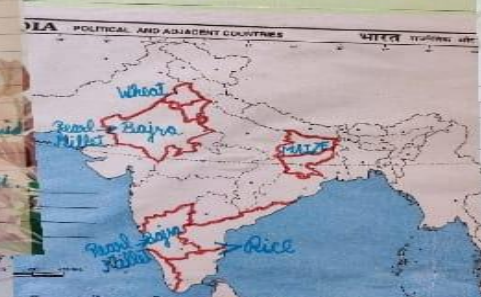 DIA POLITICAL AND ADJACENT COUNTRIES भारत
Wheat
Pearl Millet → Bajra
MAIZE
Pearl Millet → Bajra
Rice